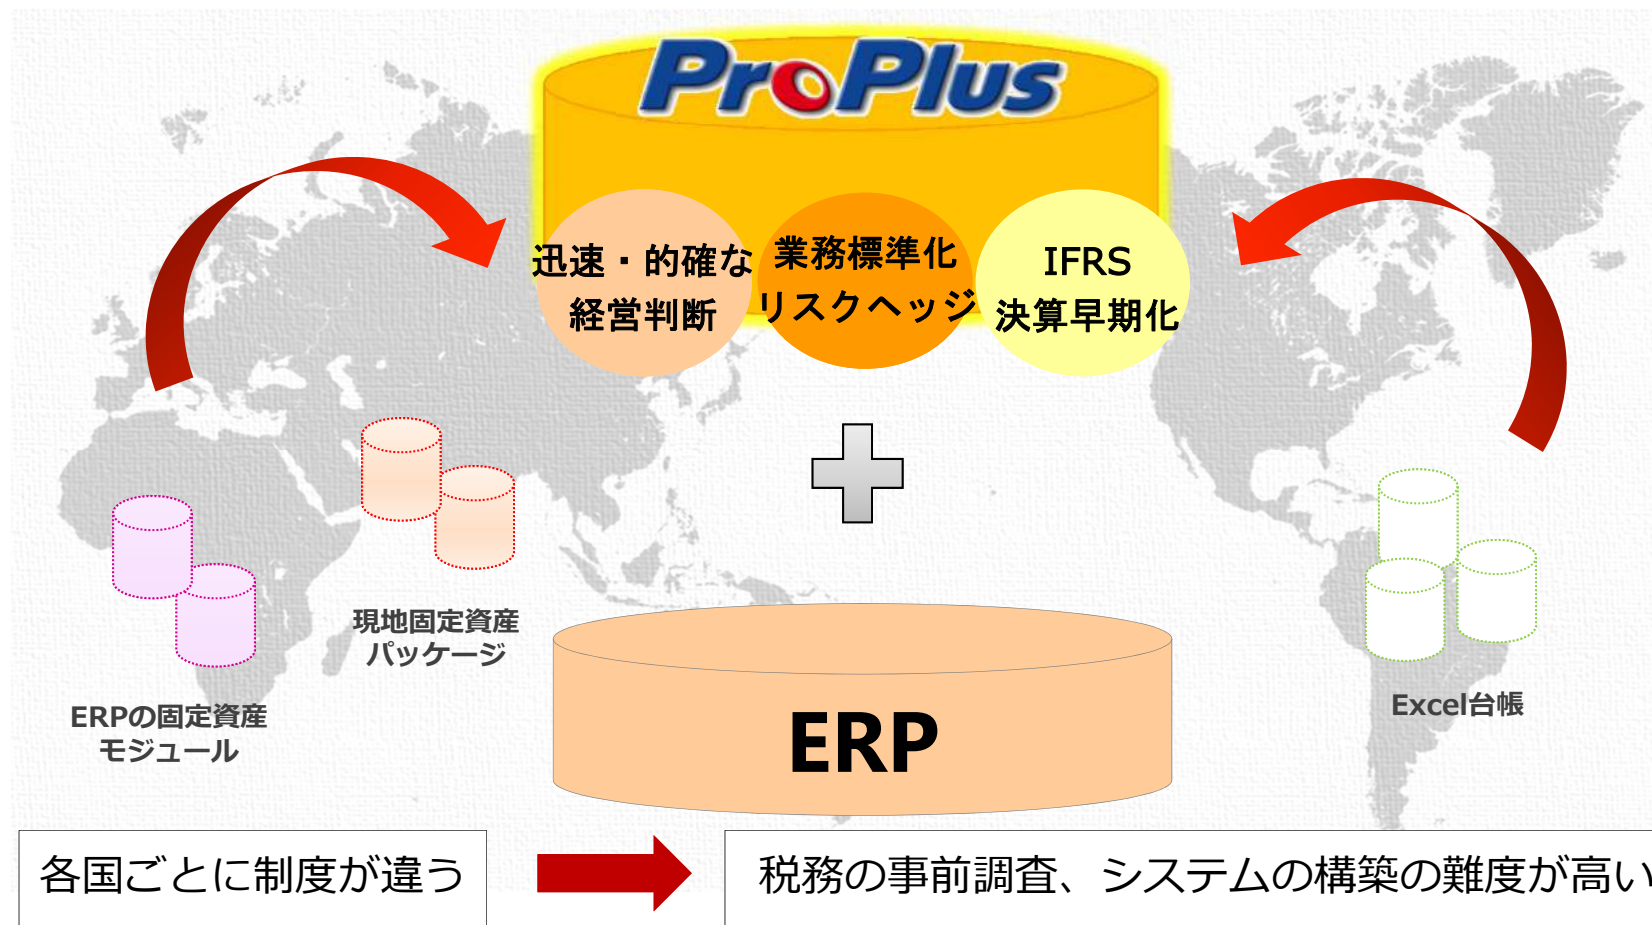 ProPlus
迅速・的確な
経営判断
業務標準化
リスクヘッジ
IFRS
決算早期化
現地固定資産
パッケージ
ERPの固定資産
モジュール
Excel台帳
ERP
各国ごとに制度が違う
税務の事前調査、システムの構築の難度が高い